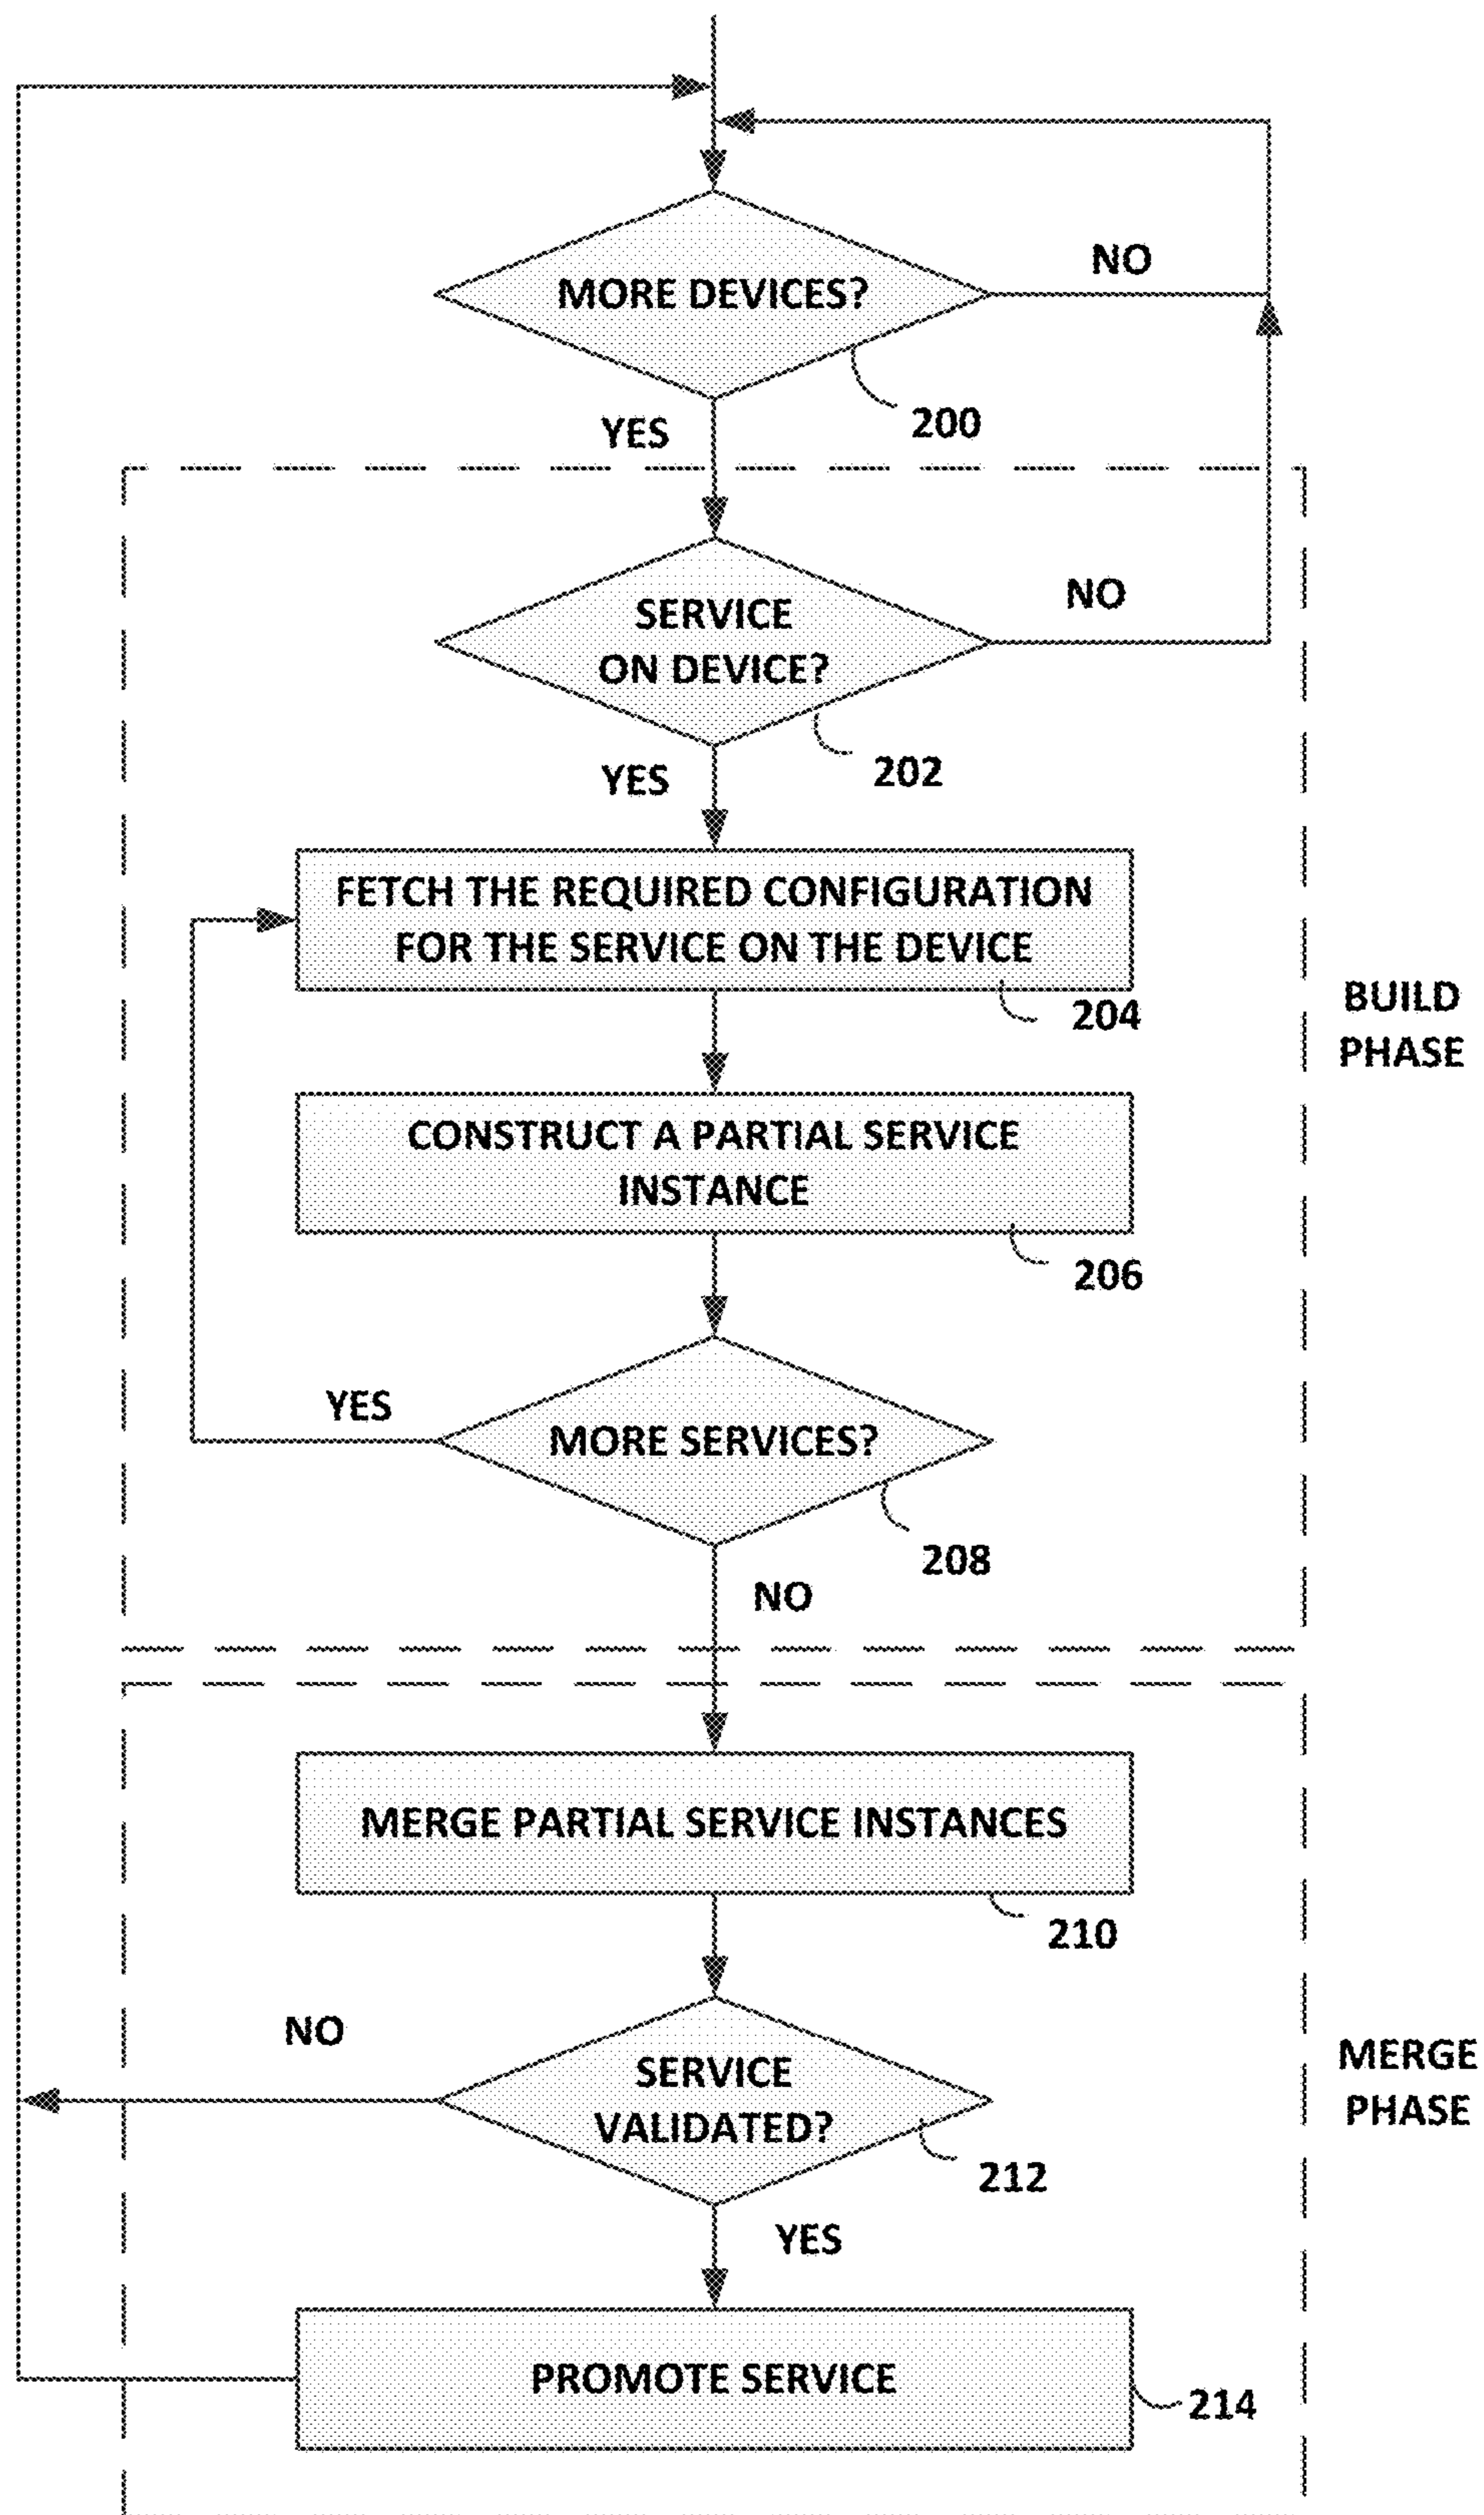 NO
MORE DEVICES?
200
YES
SERVICE
ON DEVICE?
NO
202
YES
FETCH THE REQUIRED CONFIGURATION
FOR THE SERVICE ON THE DEVICE
204
BUILD
PHASE
CONSTRUCT A PARTIAL SERVICE
INSTANCE
206
YES
MORE SERVICES?
208
NO
MERGE PARTIAL SERVICE INSTANCES
210
NO
SERVICE
VALIDATED?
212
MERGE
PHASE
YES
PROMOTE SERVICE
214